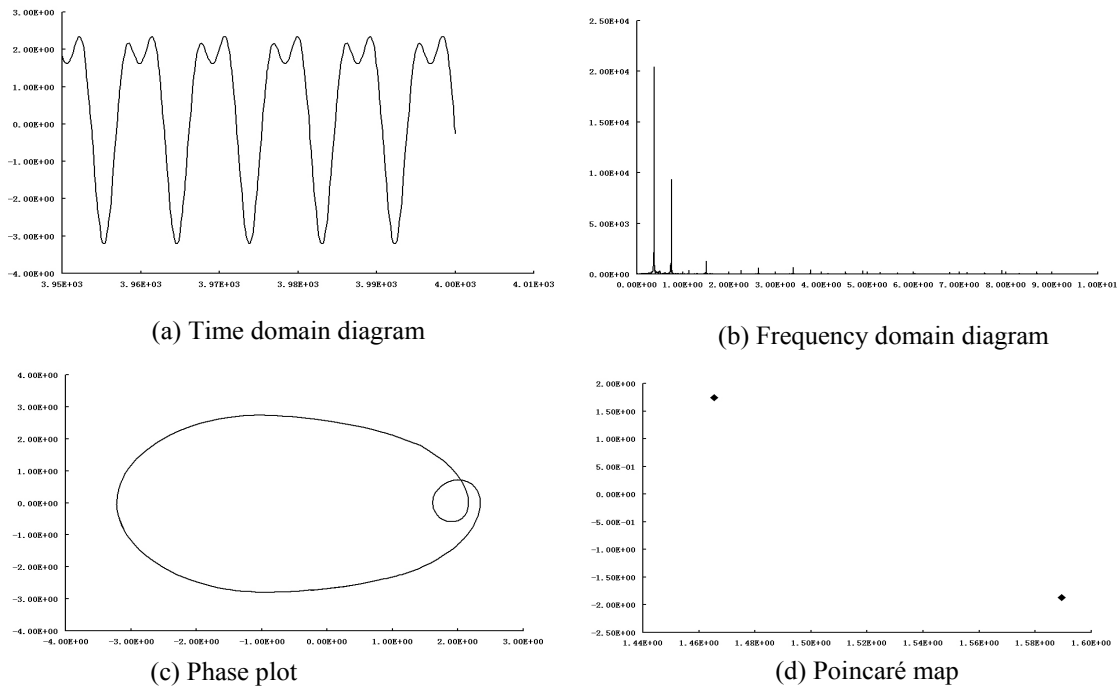 3.00E+00
2.00E+00
1.00E+00
0.00E+00
-1.00E+00
-2.00E+00
-3.00E+00
-4.00E+00
3.95E+03 3.96E+03 3.97E+03 3.98E+03 3.99E+03 4.00E+03 4.01E+03
(a) Time domain diagram
2.50E+04
2.00E+04
1.50E+04
1.00E+04
5.00E+03
0.00E+00
0.00E+00 1.00E+00 2.00E+00 3.00E+00 4.00E+00 5.00E+00 6.00E+00 7.00E+00 8.00E+00 9.00E+00 1.00E+01
(b) Frequency domain diagram
4.00E+00
3.00E+00
2.00E+00
1.00E+00
0.00E+00
-1.00E+00
-2.00E+00
-3.00E+00
-4.00E+00
-4.00E+00 -3.00E+00 -2.00E+00 -1.00E+00 0.00E+00 1.00E+00 2.00E+00 3.00E+00
(c) Phase plot
2.00E+00
1.50E+00
1.00E+00
5.00E-01
0.00E+00
-5.00E-01
-1.00E+00
-1.50E+00
-2.00E+00
-2.50E+00
1.44E+00 1.46E+00 1.48E+00 1.50E+00 1.52E+00 1.54E+00 1.56E+00 1.58E+00 1.60E+00
(d) Poincaré map